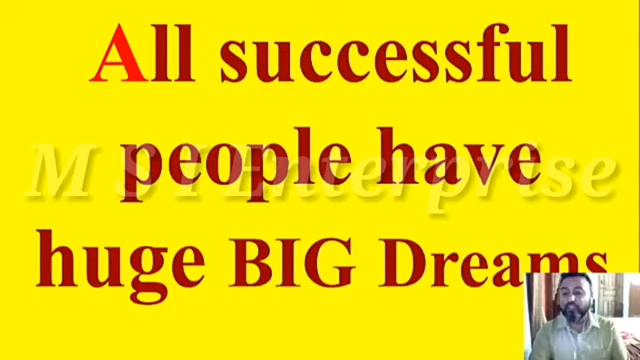 All successful
people have
M S I Enterprise
huge BIG Dreams